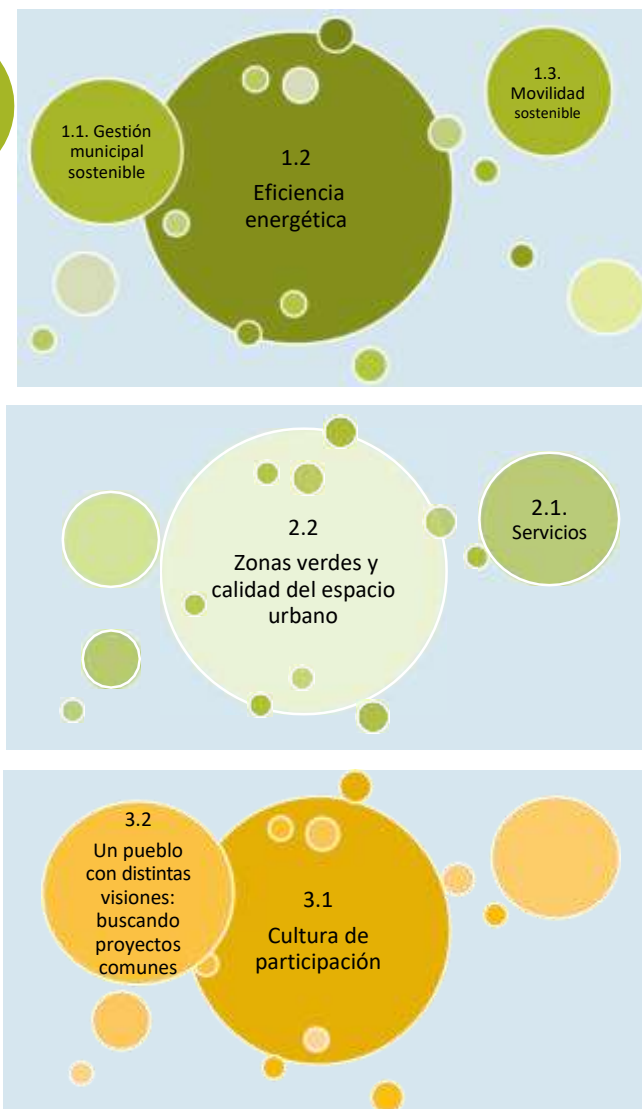 1.1. Gestión
municipal
sostenible
1.2
Eficiencia
energética
1.3.
Movilidad
sostenible
2.2
Zonas verdes y
calidad del espacio
urbano
2.1.
Servicios
3.2
Un pueblo
con distintas
visiones:
buscando
proyectos
comunes
3.1
Cultura de
participación